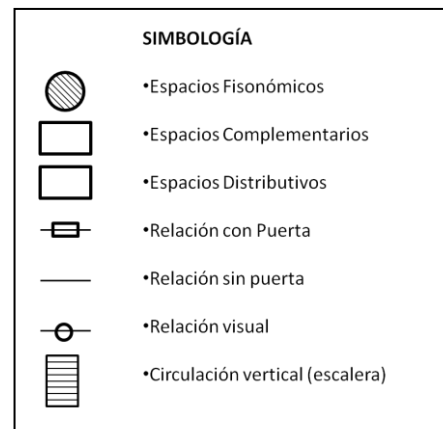 SIMBOLOGÍA
•Espacios Fisonómicos
•Espacios Complementarios
•Espacios Distributivos
•Relación con Puerta
•Relación sin puerta
•Relación visual
•Circulación vertical (escalera)